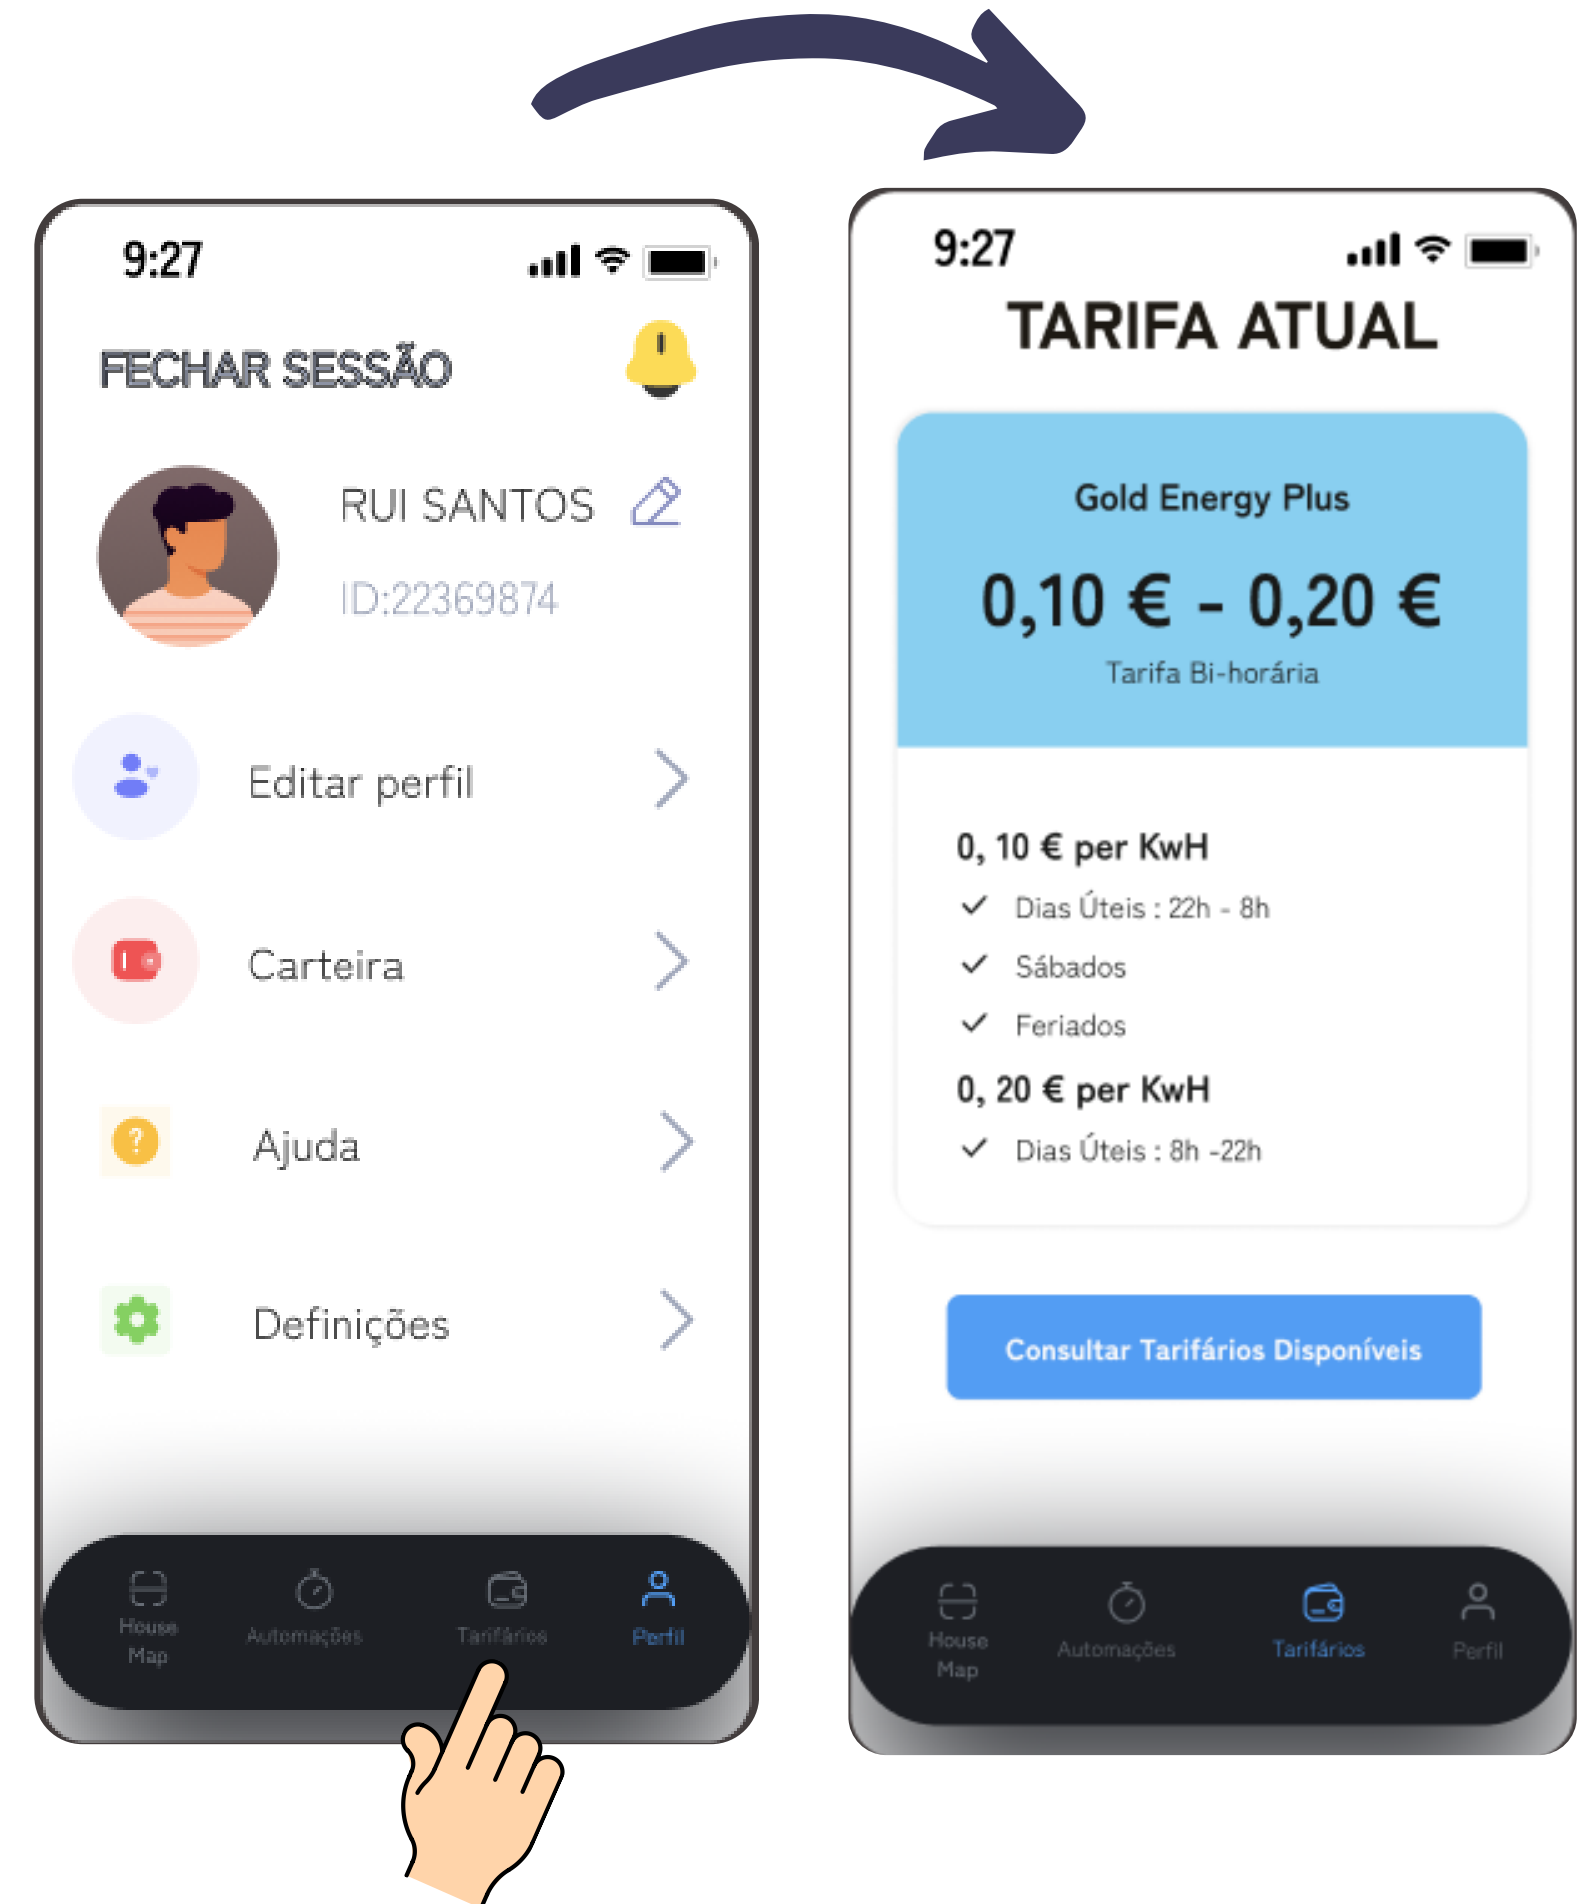 9:27
FECHAR SESSÃO
RUI SANTOS
ID:22369874
Editar perfil
Carteira
?
Ajuda
Definições
House
Map
Automações
Tarifários
Perfil
9:27
TARIFA ATUAL
Gold Energy Plus
0,10 € - 0,20 €
Tarifa Bi-horária
0, 10 € per KwH
Dias Úteis : 22h - 8h
Sábados
Feriados
0, 20 € per KwH
Dias Úteis : 8h -22h
Consultar Tarifários Disponíveis
House
Map
Automações
Tarifários
Perfil